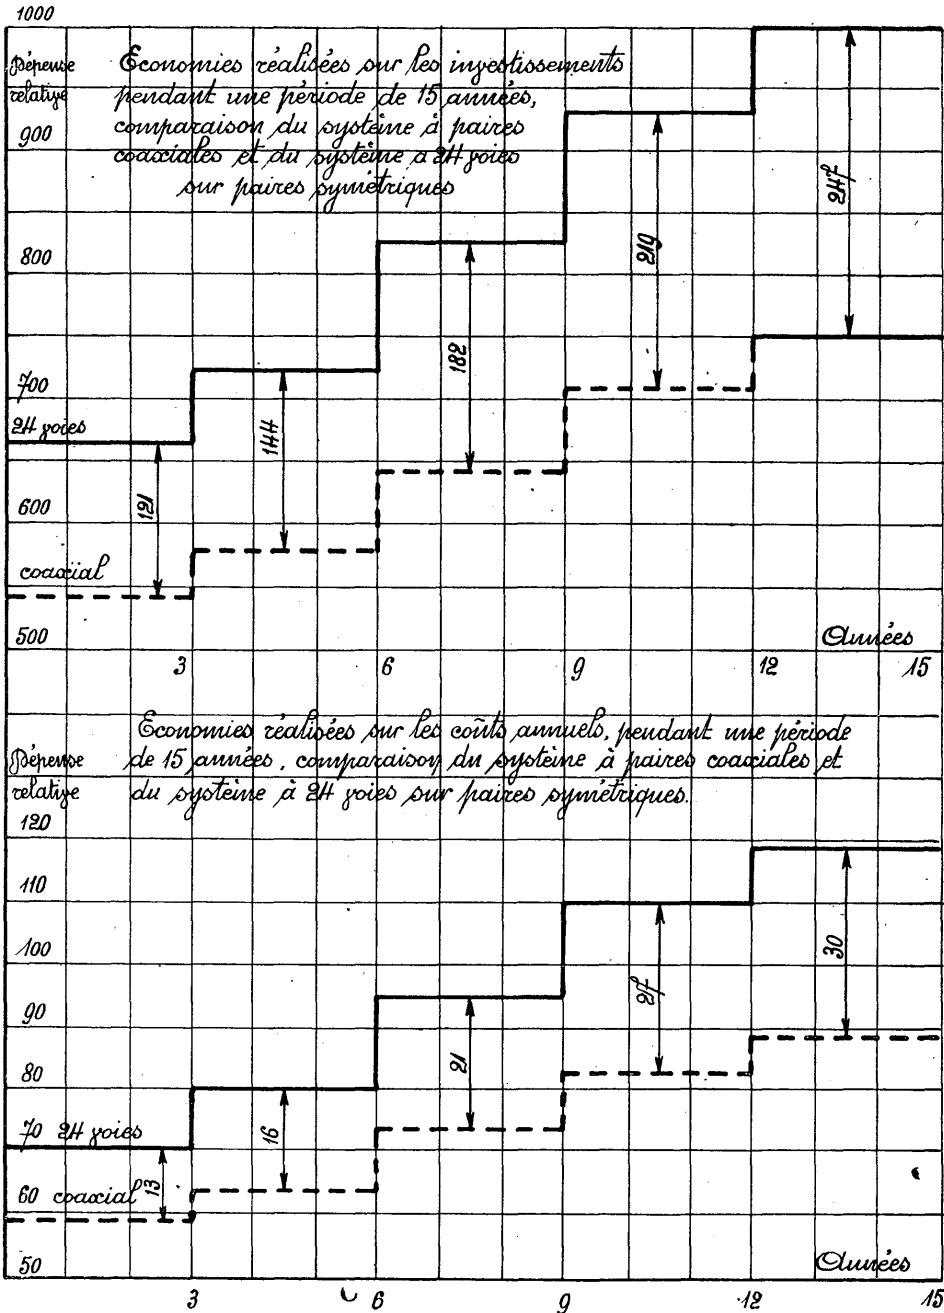 1000
Dépense
relative
Economies réalisées sur les investissements
pendant une période de 15 années,
comparaison du système à paires
coaxiales et du système a 24 voies
sur paires symétriques
900
800
700
24 voies
600
coaxial
500
121
144
182
219
247
Années
3 6 9 12 15
Economies réalisées sur les coûts annuels, pendant une période
de 15 années, comparaison du système à paires coaxiales et
du système à 24 voies sur paires symétriques.
Dépense
relative
120
110
100
90
80
70 24 voies
60 coaxial
50
13
16
21
27
30
Années
3 6 9 12 15